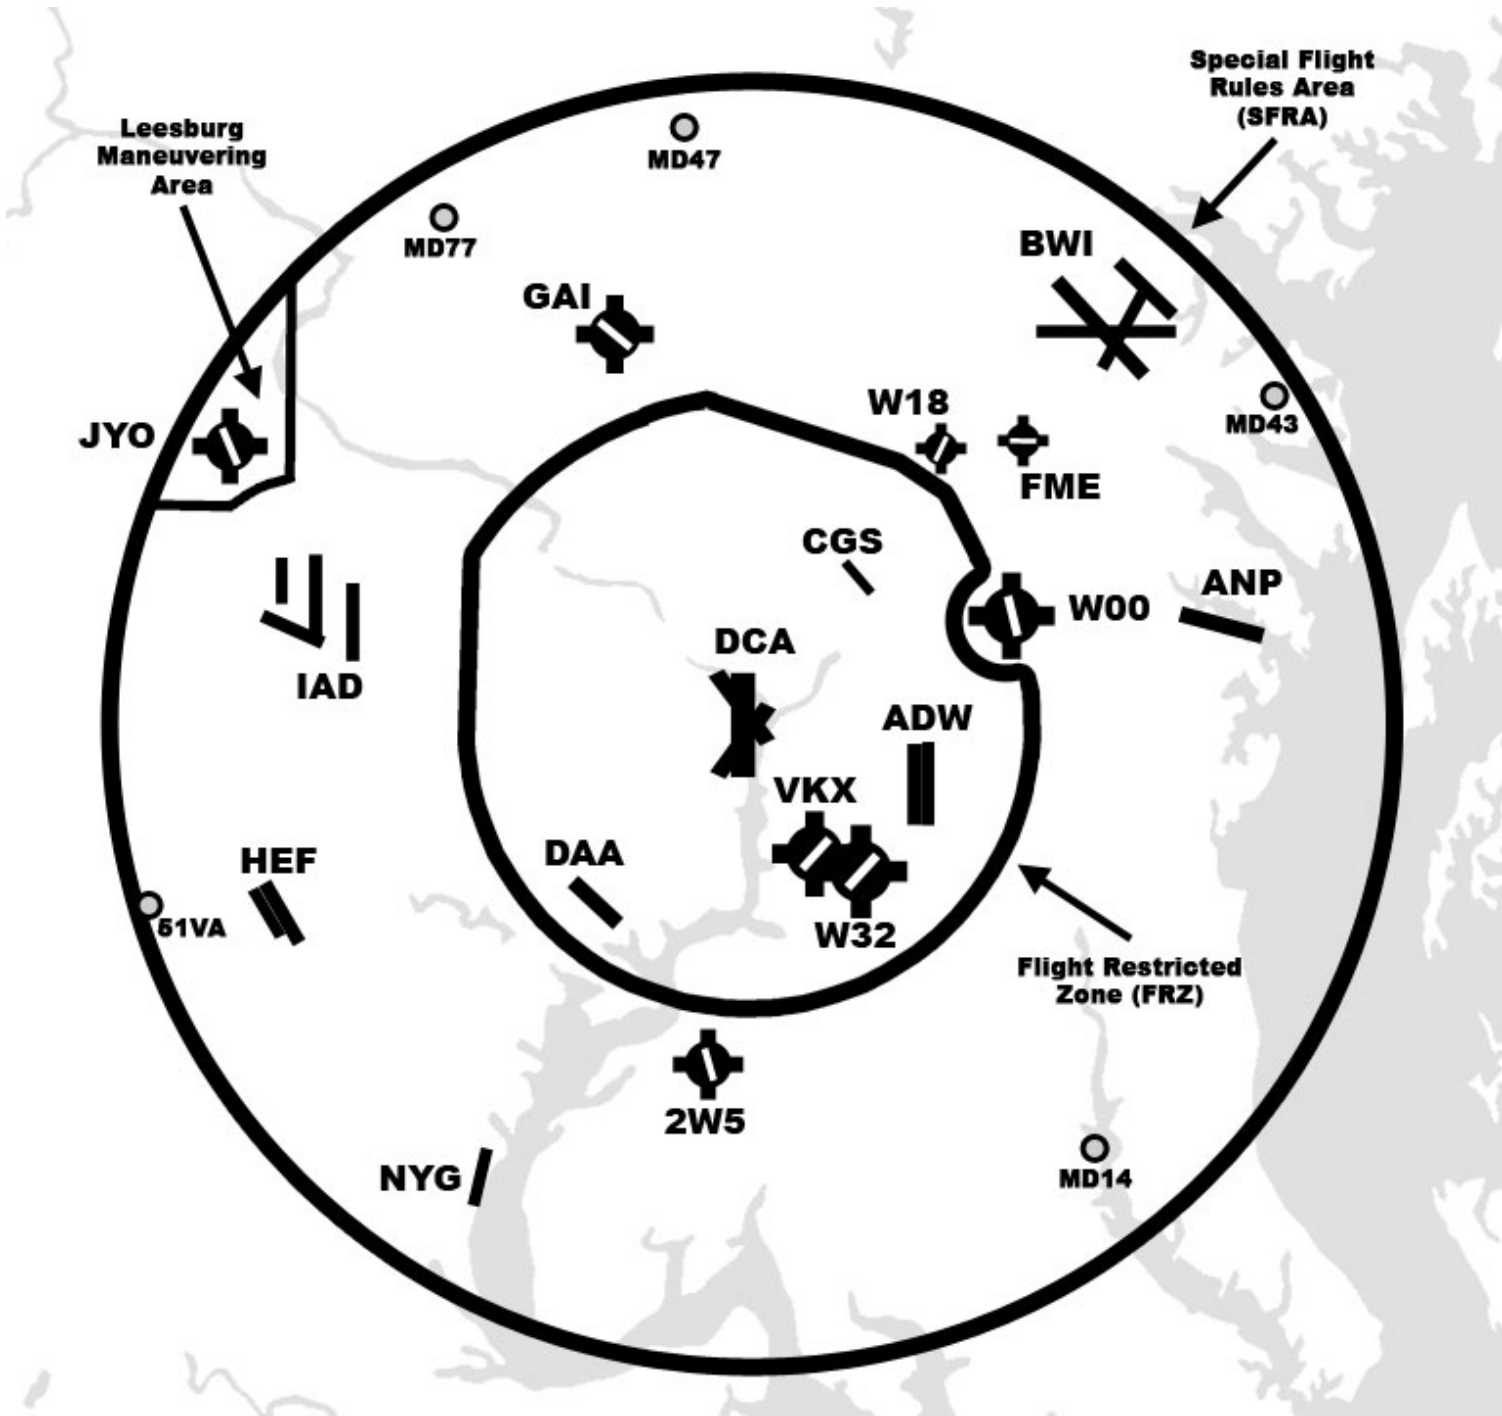 Special Flight
Rules Area
(SFRA)
Leesburg
Maneuvering
Area
MD47
MD77
BWI
GAI
W18
MD43
JYO
FME
CGS
ANP
W00
DCA
IAD
ADW
VKX
DAA
HEF
51VA
W32
Flight Restricted
Zone (FRZ)
2W5
NYG
MD14